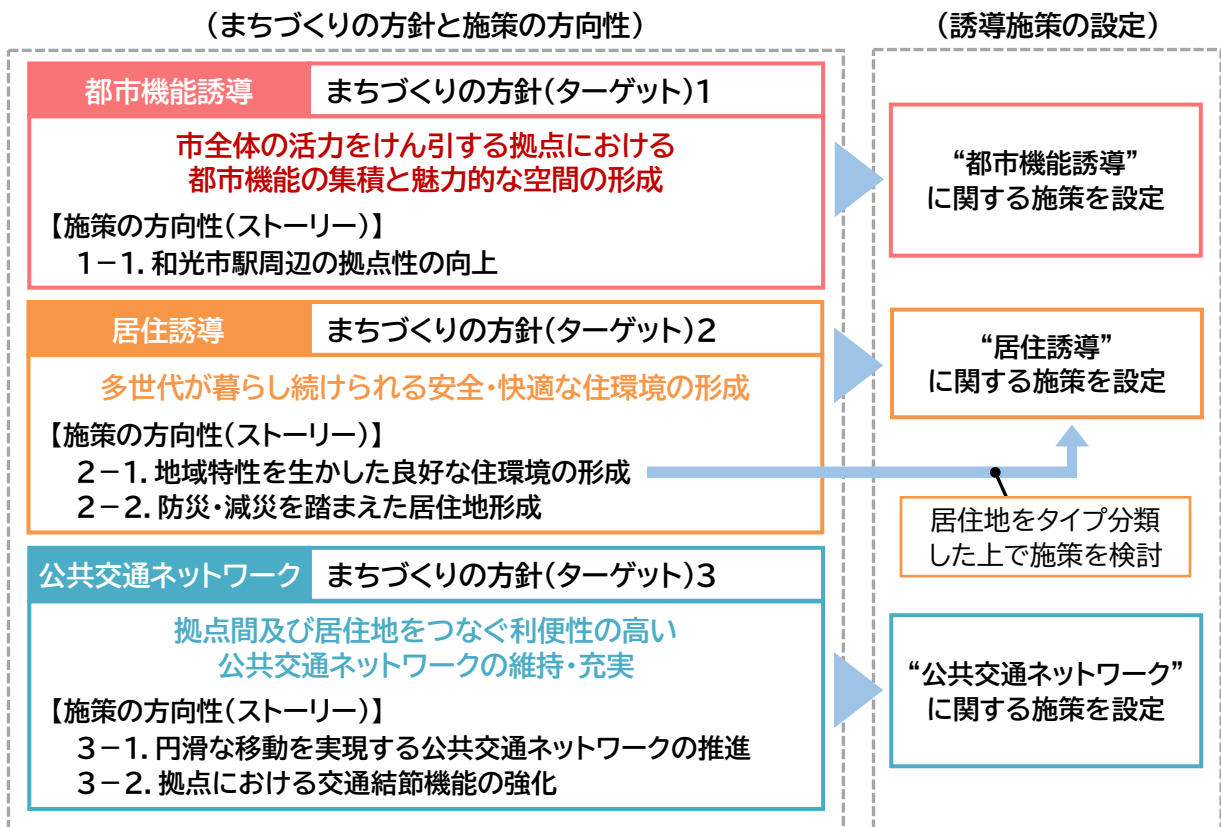 (まちづくりの方針と施策の方向性)
都市機能誘導
まちづくりの方針(ターゲット)1
市全体の活力をけん引する拠点における
都市機能の集積と魅力的な空間の形成
【施策の方向性(ストーリー)】
1－1.和光市駅周辺の拠点性の向上
居住誘導
まちづくりの方針(ターゲット)2
多世代が暮らし続けられる安全・快適な住環境の形成
【施策の方向性(ストーリー)】
2－1.地域特性を生かした良好な住環境の形成
2－2.防災・減災を踏まえた居住地形成
公共交通ネットワーク
まちづくりの方針(ターゲット)3
拠点間及び居住地をつなぐ利便性の高い
公共交通ネットワークの維持・充実
【施策の方向性(ストーリー)】
3－1.円滑な移動を実現する公共交通ネットワークの推進
3－2.拠点における交通結節機能の強化
(誘導施策の設定)
“都市機能誘導”
に関する施策を設定
“居住誘導”
に関する施策を設定
居住地をタイプ分類
した上で施策を検討
“公共交通ネットワーク”
に関する施策を設定